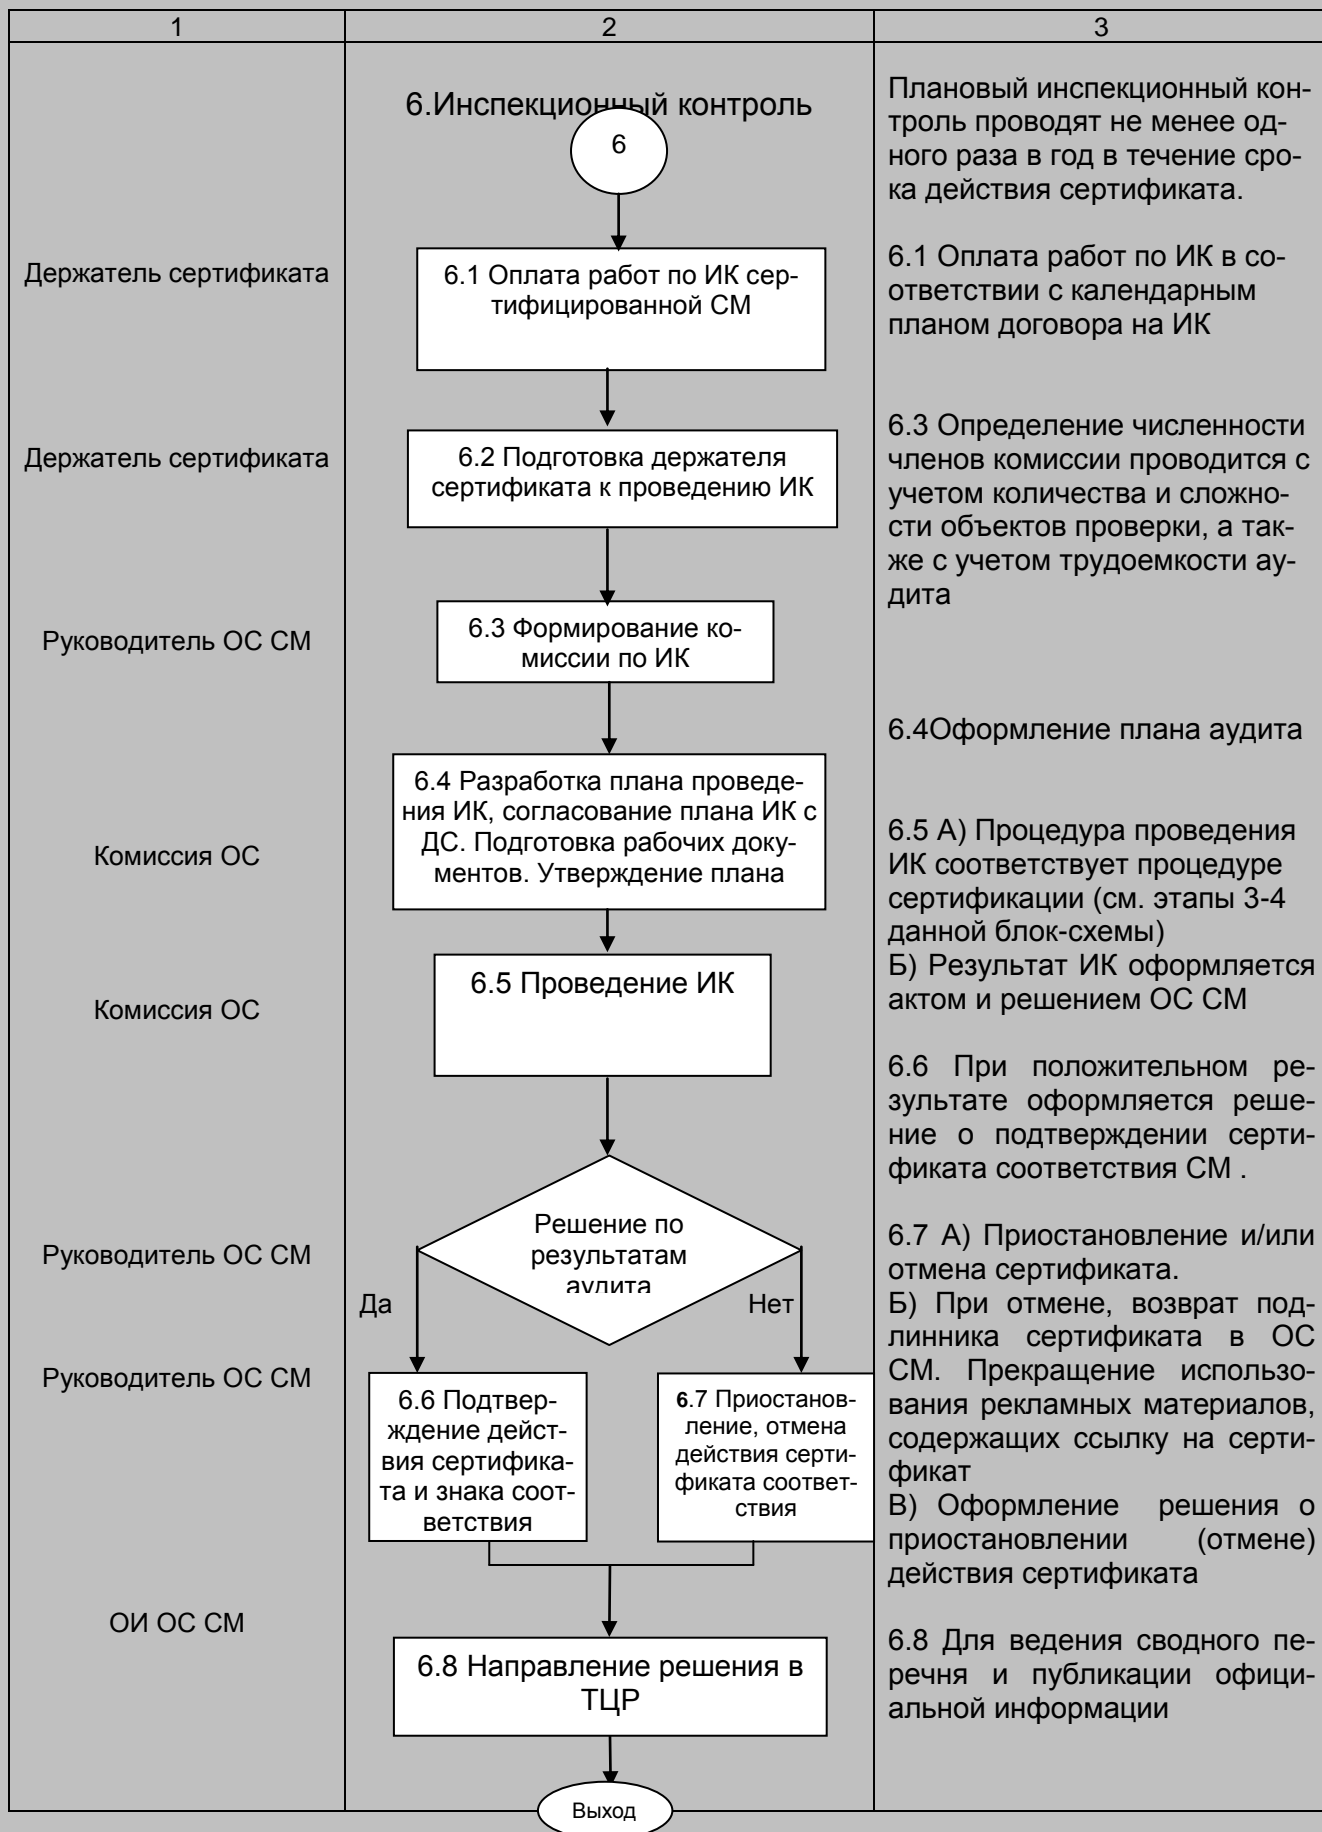 1
2
3
6.Инспекционный контроль
6
Плановый инспекционный кон-
троль проводят не менее од-
ного раза в год в течение сро-
ка действия сертификата.
Держатель сертификата
6.1 Оплата работ по ИК сер-
тифицированной СМ
6.1 Оплата работ по ИК в со-
ответствии с календарным
планом договора на ИК
Держатель сертификата
6.2 Подготовка держателя
сертификата к проведению ИК
6.3 Определение численности
членов комиссии проводится с
учетом количества и сложно-
сти объектов проверки, а так-
же с учетом трудоемкости ау-
дита
Руководитель ОС СМ
6.3 Формирование ко-
миссии по ИК
6.4Оформление плана аудита
Комиссия ОС
6.4 Разработка плана проведе-
ния ИК, согласование плана ИК с
ДС. Подготовка рабочих доку-
ментов. Утверждение плана
6.5 А) Процедура проведения
ИК соответствует процедуре
сертификации (см. этапы 3-4
данной блок-схемы)
Б) Результат ИК оформляется
актом и решением ОС СМ
Комиссия ОС
6.5 Проведение ИК
6.6 При положительном ре-
зультате оформляется реше-
ние о подтверждении серти-
фиката соответствия СМ .
Руководитель ОС СМ
Решение по
результатам
аудита
Да
Нет
6.7 А) Приостановление и/или
отмена сертификата.
Б) При отмене, возврат под-
линника сертификата в ОС
СМ. Прекращение использо-
вания рекламных материалов,
содержащих ссылку на серти-
фикат
В) Оформление решения о
приостановлении (отмене)
действия сертификата
Руководитель ОС СМ
6.6 Подтвер-
ждение дейст-
вия сертифика-
та и знака соот-
ветствия
6.7 Приостанов-
ление, отмена
действия серти-
фиката соответ-
ствия
ОИ ОС СМ
6.8 Направление решения в
ТЦР
6.8 Для ведения сводного пе-
речня и публикации офици-
альной информации
Выход